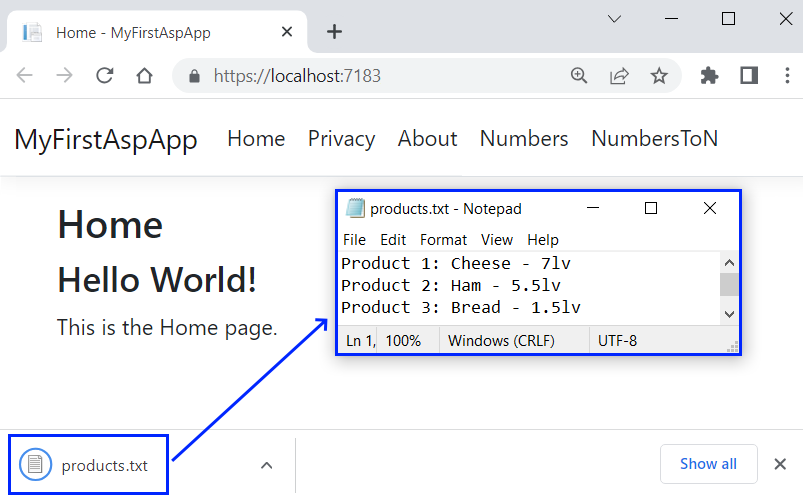 Home - MyFirstAspApp
https://localhost:7183
MyFirstAspApp Home Privacy About Numbers NumbersToN
Home
Hello World!
This is the Home page.
products.txt - Notepad
File Edit Format View Help
Product 1: Cheese - 7lv
Product 2: Ham - 5.5lv
Product 3: Bread - 1.5lv
Ln 1, 100% Windows (CRLF) UTF-8
products.txt
Show all